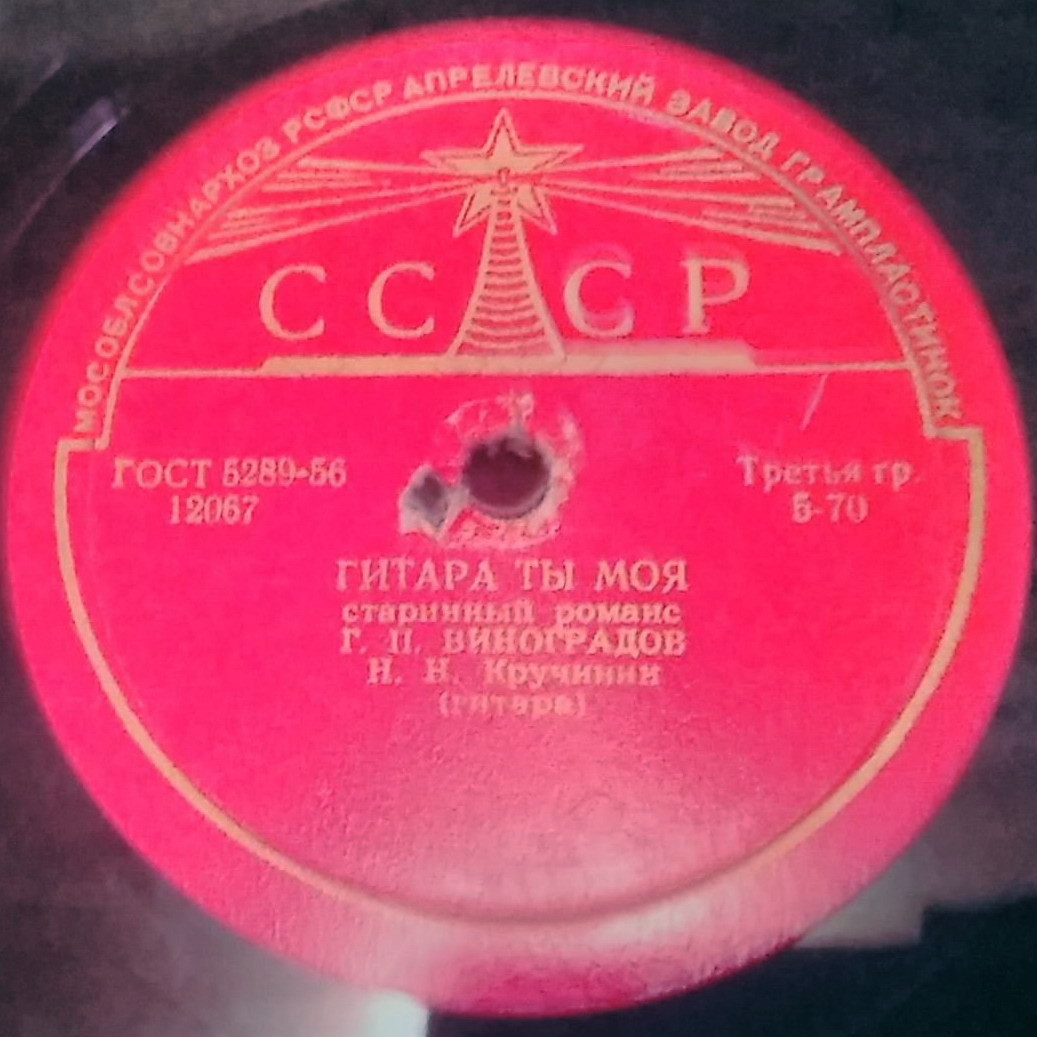 МОСОБЛСОВНАРХОЗ РСФСР АПРЕЛЕВСКИЙ ЗАВОД ГРАМПЛАСТИНОК
СССР
ГОСТ 5289-56
12067
Третья гр.
Б-70
ГИТАРА ТЫ МОЯ
старинный романс
Г. П. ВИНОГРАДОВ
Н. Н. Кручинин
(гитара)